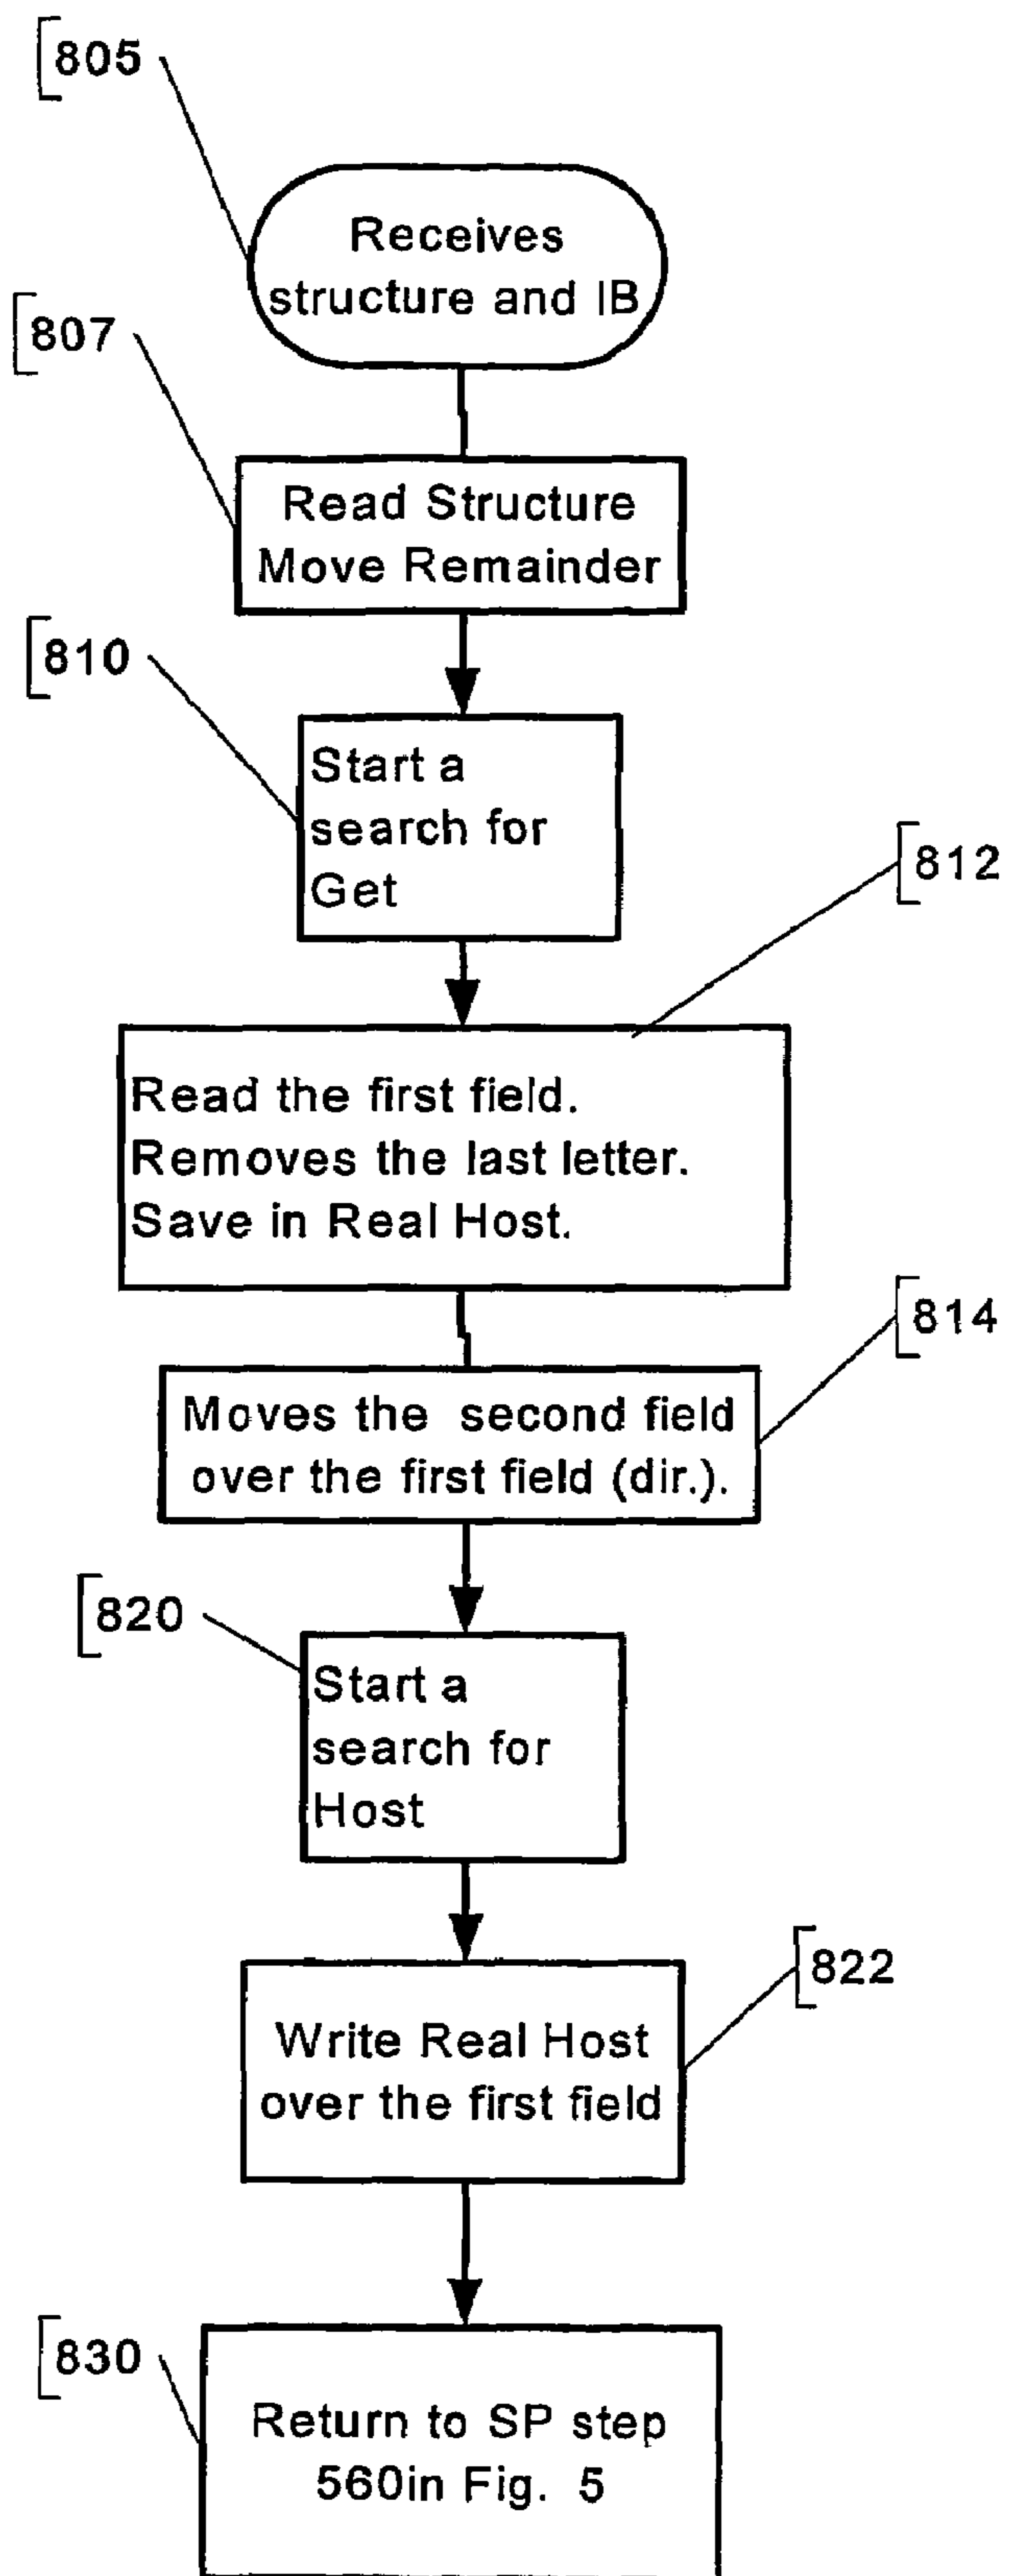 805
Receives
structure and IB
807
Read Structure
Move Remainder
810
Start a
search for
Get
812
Read the first field.
Removes the last letter.
Save in Real Host.
814
Moves the second field
over the first field (dir.).
820
Start a
search for
Host
822
Write Real Host
over the first field
830
Return to SP step
560in Fig. 5